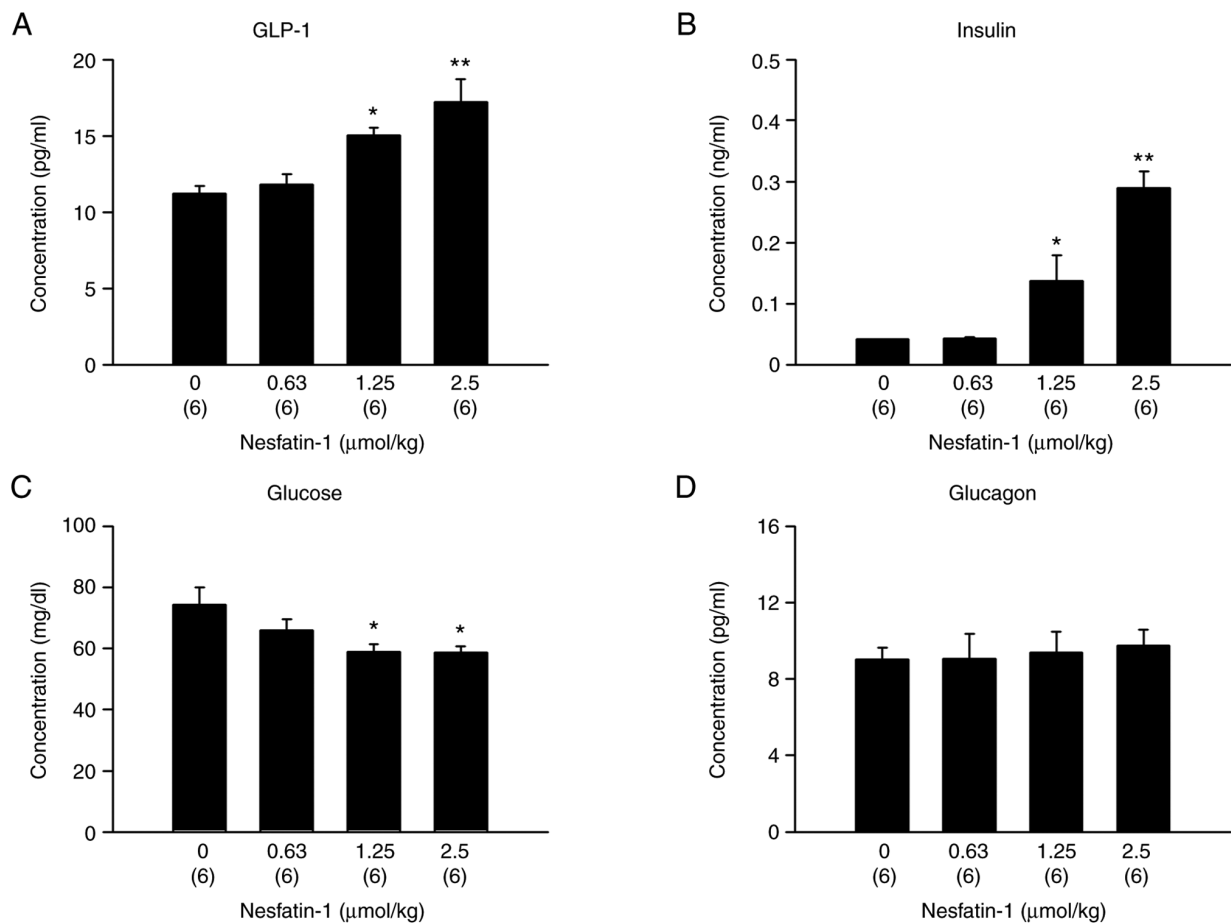 A
GLP-1
20
15
10
5
0
Concentration (pg/ml)
*
**
0 0.63 1.25 2.5
(6) (6) (6) (6)
Nesfatin-1 (μmol/kg)
B
Insulin
0.5
0.4
0.3
0.2
0.1
0
Concentration (ng/ml)
*
**
0 0.63 1.25 2.5
(6) (6) (6) (6)
Nesfatin-1 (μmol/kg)
C
Glucose
100
80
60
40
20
0
Concentration (mg/dl)
* *
0 0.63 1.25 2.5
(6) (6) (6) (6)
Nesfatin-1 (μmol/kg)
D
Glucagon
16
12
8
4
0
Concentration (pg/ml)
0 0.63 1.25 2.5
(6) (6) (6) (6)
Nesfatin-1 (μmol/kg)